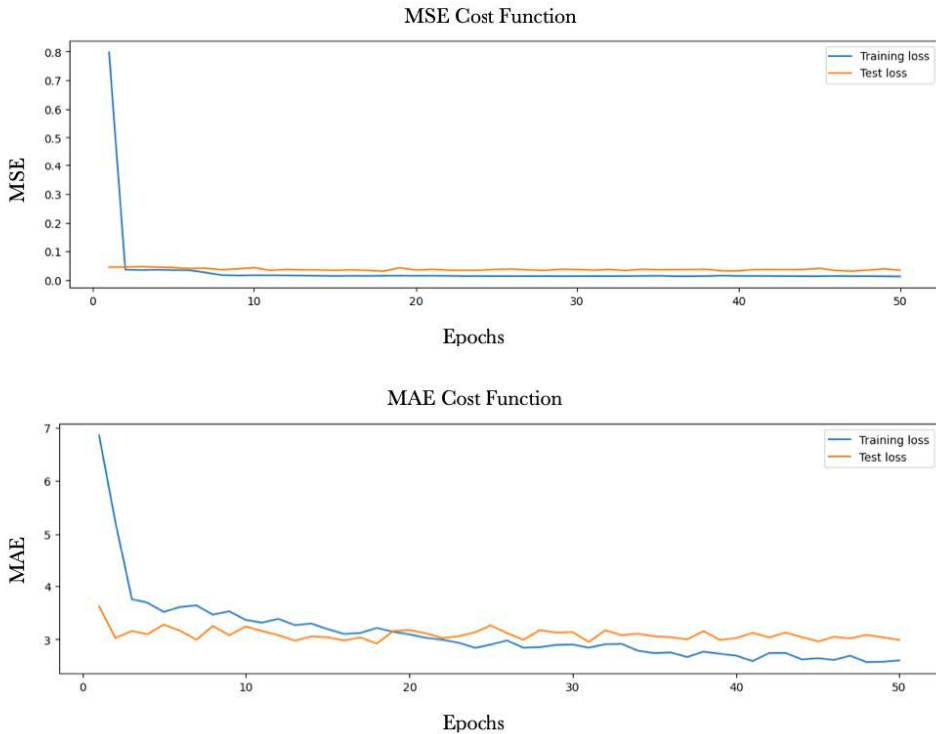 MSE Cost Function
0.8
0.7
0.6
0.5
0.4
0.3
0.2
0.1
0.0
MSE
Training loss
Test loss
0 10 20 30 40 50
Epochs
MAE Cost Function
7
6
5
4
3
MAE
Training loss
Test loss
0 10 20 30 40 50
Epochs